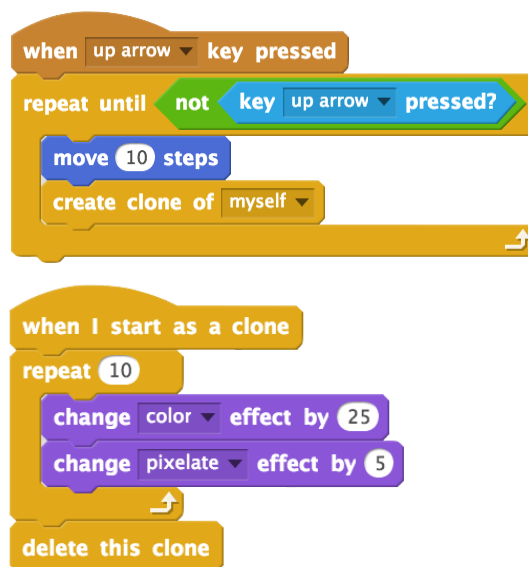 when up arrow key pressed
repeat until not key up arrow pressed?
move 10 steps
create clone of myself
when I start as a clone
repeat 10
change color effect by 25
change pixelate effect by 5
delete this clone